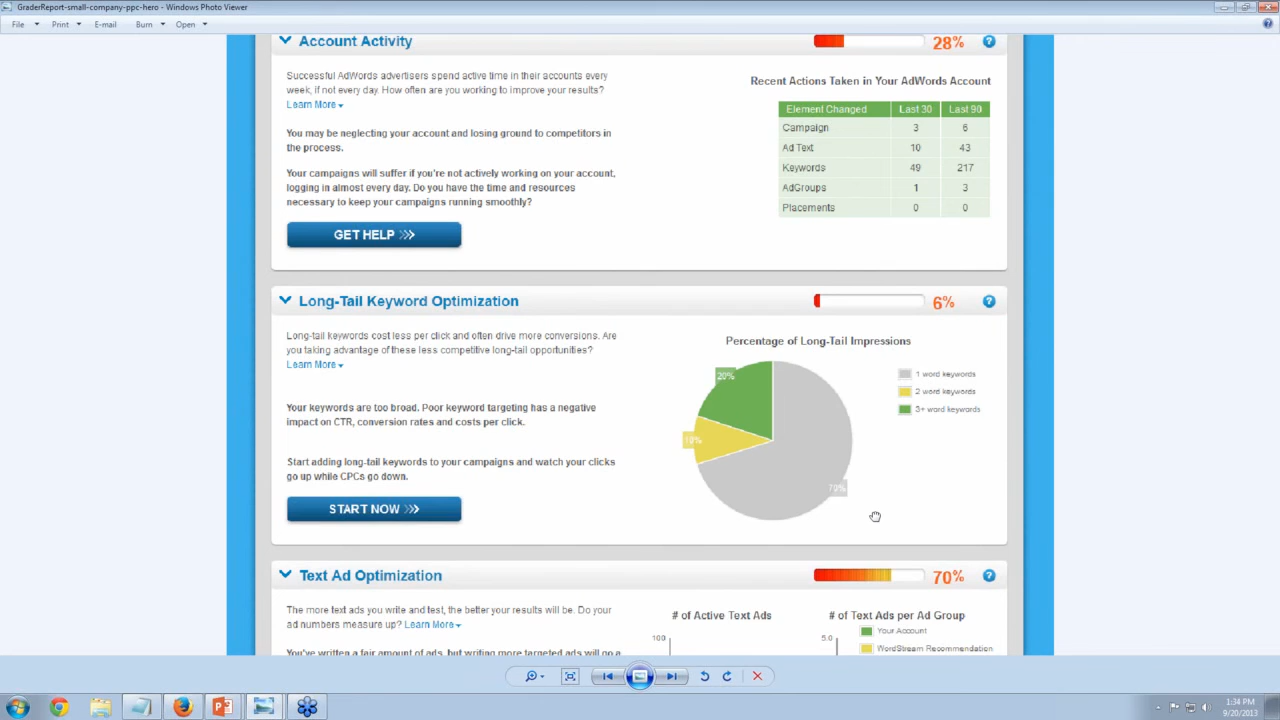 GraderReport-small-company-ppc-hero - Windows Photo Viewer
File Print E-mail Burn Open
Account Activity 28%
Successful AdWords advertisers spend active time in their accounts every
week, if not every day. How often are you working to improve your results?
Learn More
You may be neglecting your account and losing ground to competitors in
the process.
Your campaigns will suffer if you're not actively working on your account,
logging in almost every day. Do you have the time and resources
necessary to keep your campaigns running smoothly?
GET HELP
Recent Actions Taken in Your AdWords Account
Element Changed Last 30 Last 90
Campaign 3 6
Ad Text 10 43
Keywords 49 217
AdGroups 1 3
Placements 0 0
Long-Tail Keyword Optimization 6%
Long-tail keywords cost less per click and often drive more conversions. Are
you taking advantage of these less competitive long-tail opportunities?
Learn More
Your keywords are too broad. Poor keyword targeting has a negative
impact on CTR, conversion rates and costs per click.
Start adding long-tail keywords to your campaigns and watch your clicks
go up while CPCs go down.
START NOW
Percentage of Long-Tail Impressions
20%
10%
70%
1 word keywords
2 word keywords
3+ word keywords
Text Ad Optimization 70%
The more text ads you write and test, the better your results will be. Do your
ad numbers measure up? Learn More
You've written a fair amount of ads, but writing more targeted ads will go a
# of Active Text Ads
100
# of Text Ads per Ad Group
5.0
Your Account
WordStream Recommendation
1:34 PM
9/20/2013